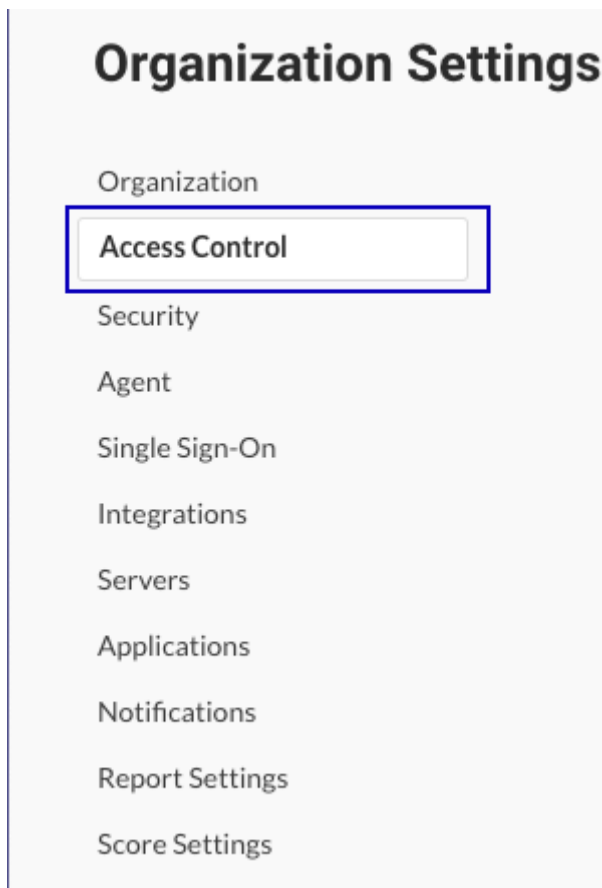 Organization Settings
Organization
Access Control
Security
Agent
Single Sign-On
Integrations
Servers
Applications
Notifications
Report Settings
Score Settings